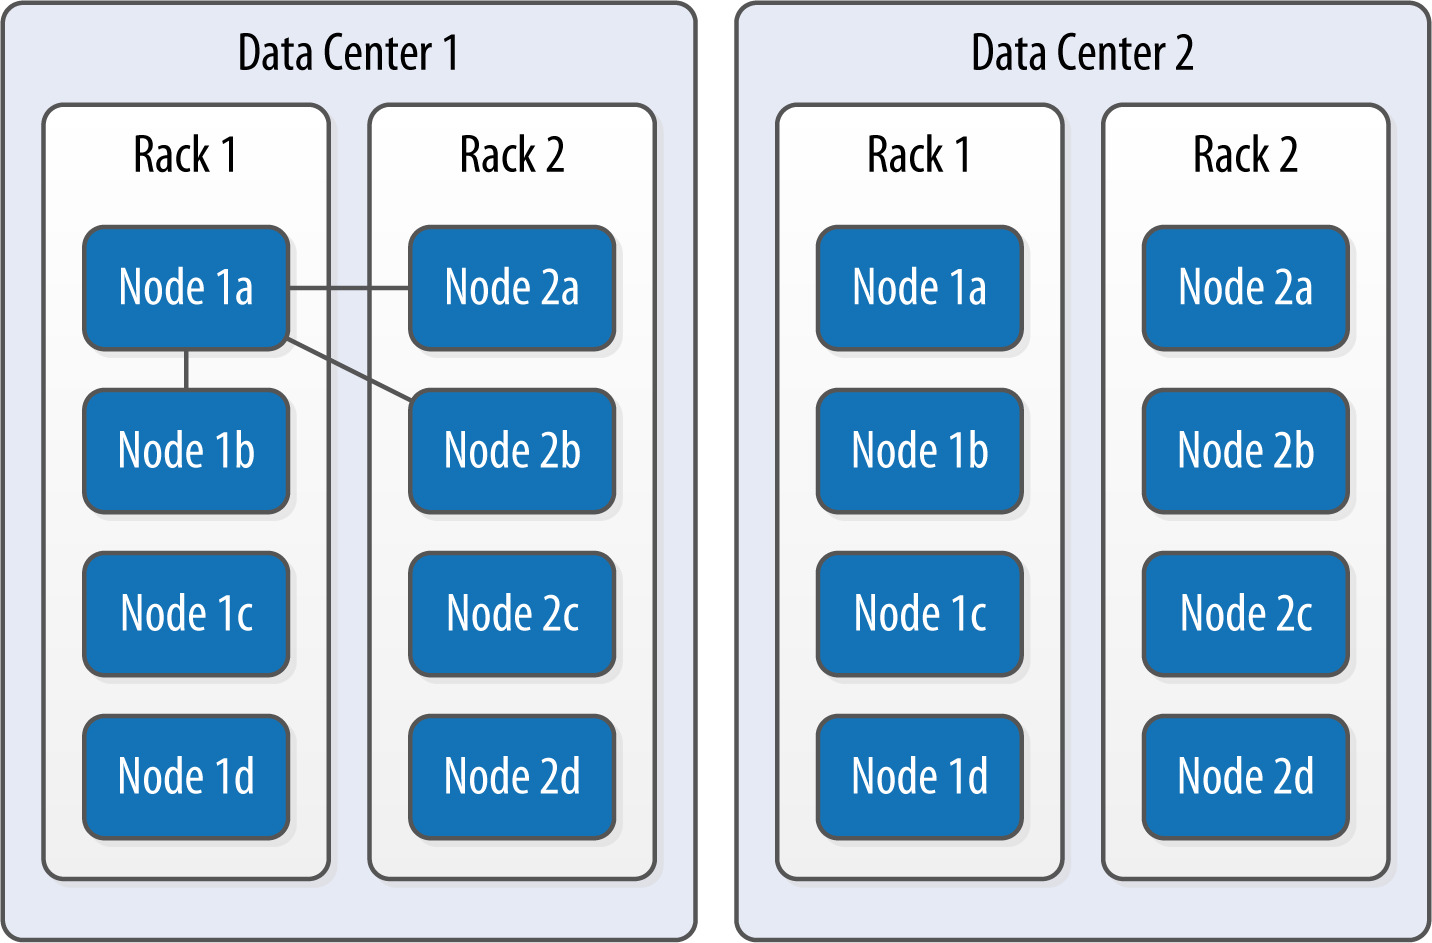 Data Center 1
Rack 1
Node 1a
Node 1b
Node 1c
Node 1d
Rack 2
Node 2a
Node 2b
Node 2c
Node 2d
Data Center 2
Rack 1
Node 1a
Node 1b
Node 1c
Node 1d
Rack 2
Node 2a
Node 2b
Node 2c
Node 2d